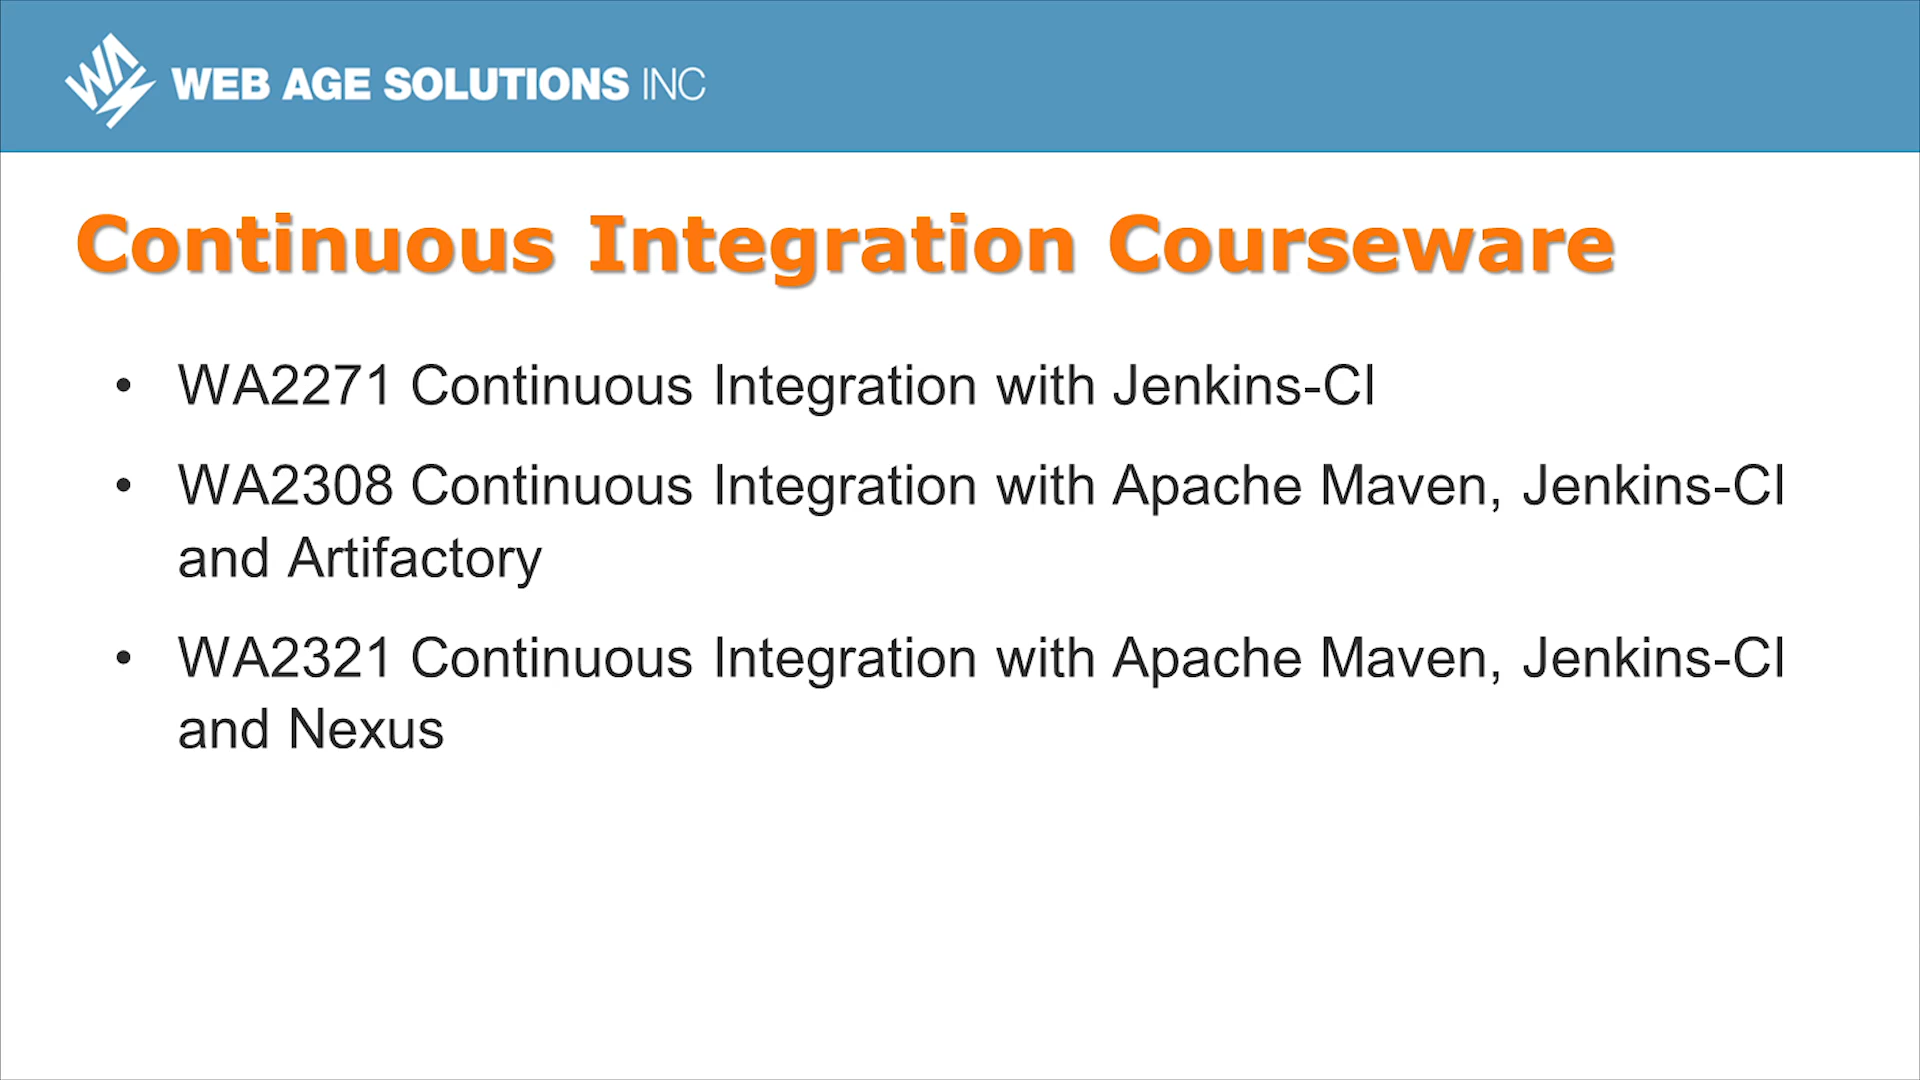 WEB AGE SOLUTIONS INC
Continuous Integration Courseware
• WA2271 Continuous Integration with Jenkins-CI
• WA2308 Continuous Integration with Apache Maven, Jenkins-CI
and Artifactory
• WA2321 Continuous Integration with Apache Maven, Jenkins-CI
and Nexus